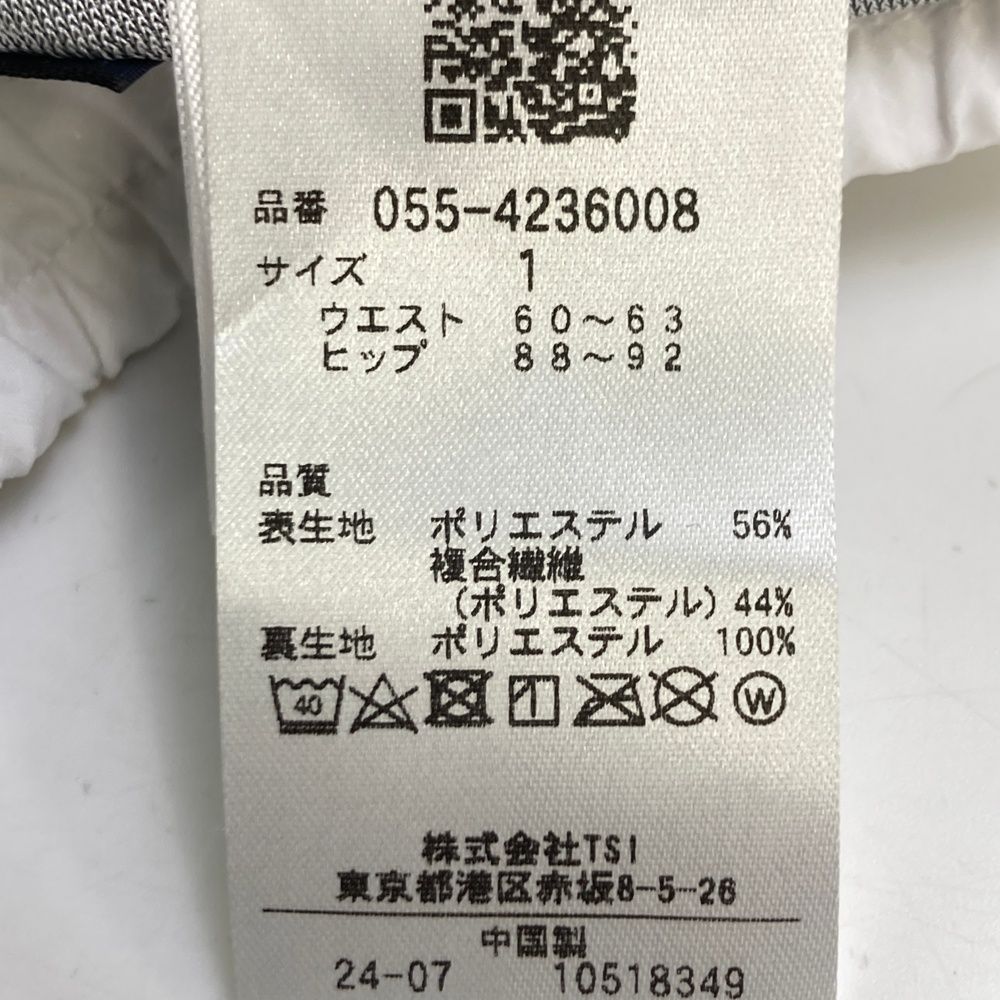 品番 055-4236008
サイズ 1
ウエスト 60～63
ヒップ 88～92
品質
表生地 ポリエステル 56%
複合繊維
(ポリエステル) 44%
裏生地 ポリエステル 100%
40 W
株式会社TSI
東京都港区赤坂8-5-26
中国製
24-07 10518349